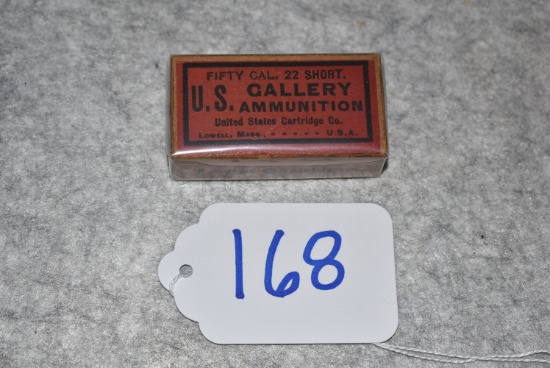 FIFTY CAL. 22 SHORT.
U.S. GALLERY
AMMUNITION
United States Cartridge Co.
LOWELL, MASS. - - - - - U.S.A.
168